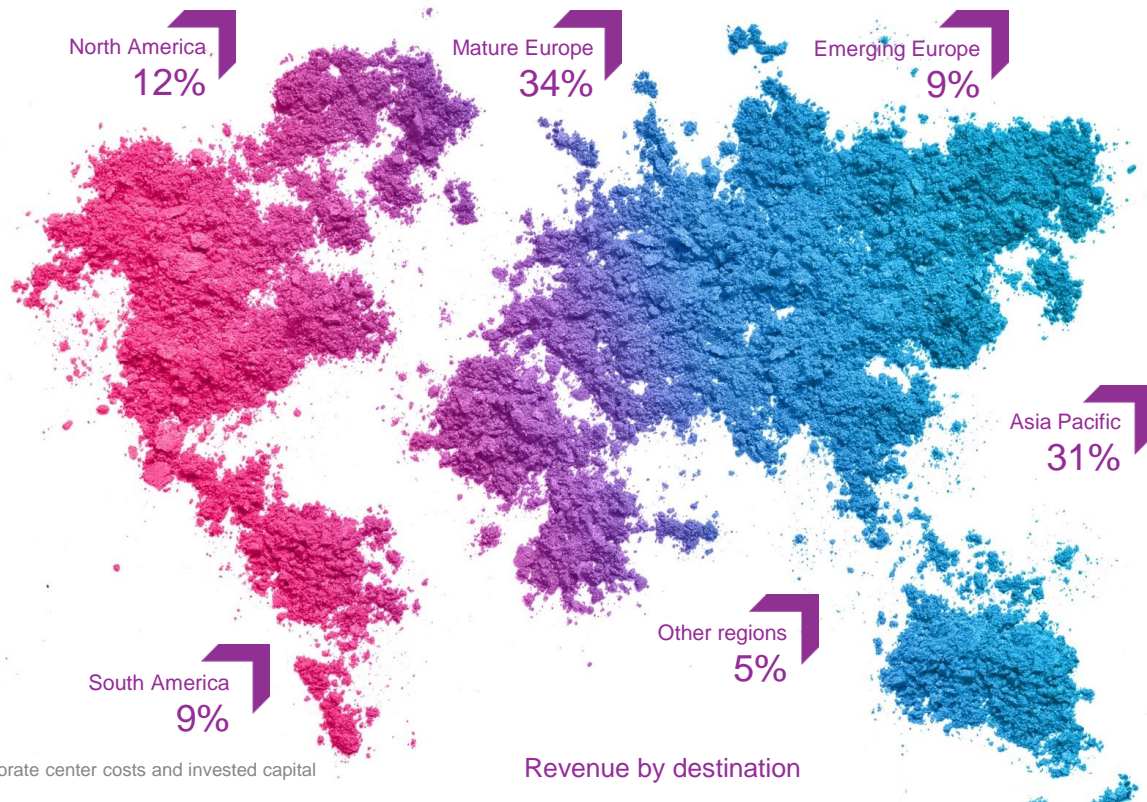 North America
12%
Mature Europe
34%
Emerging Europe
9%
Asia Pacific
31%
Other regions
5%
South America
9%
orate center costs and invested capital
Revenue by destination